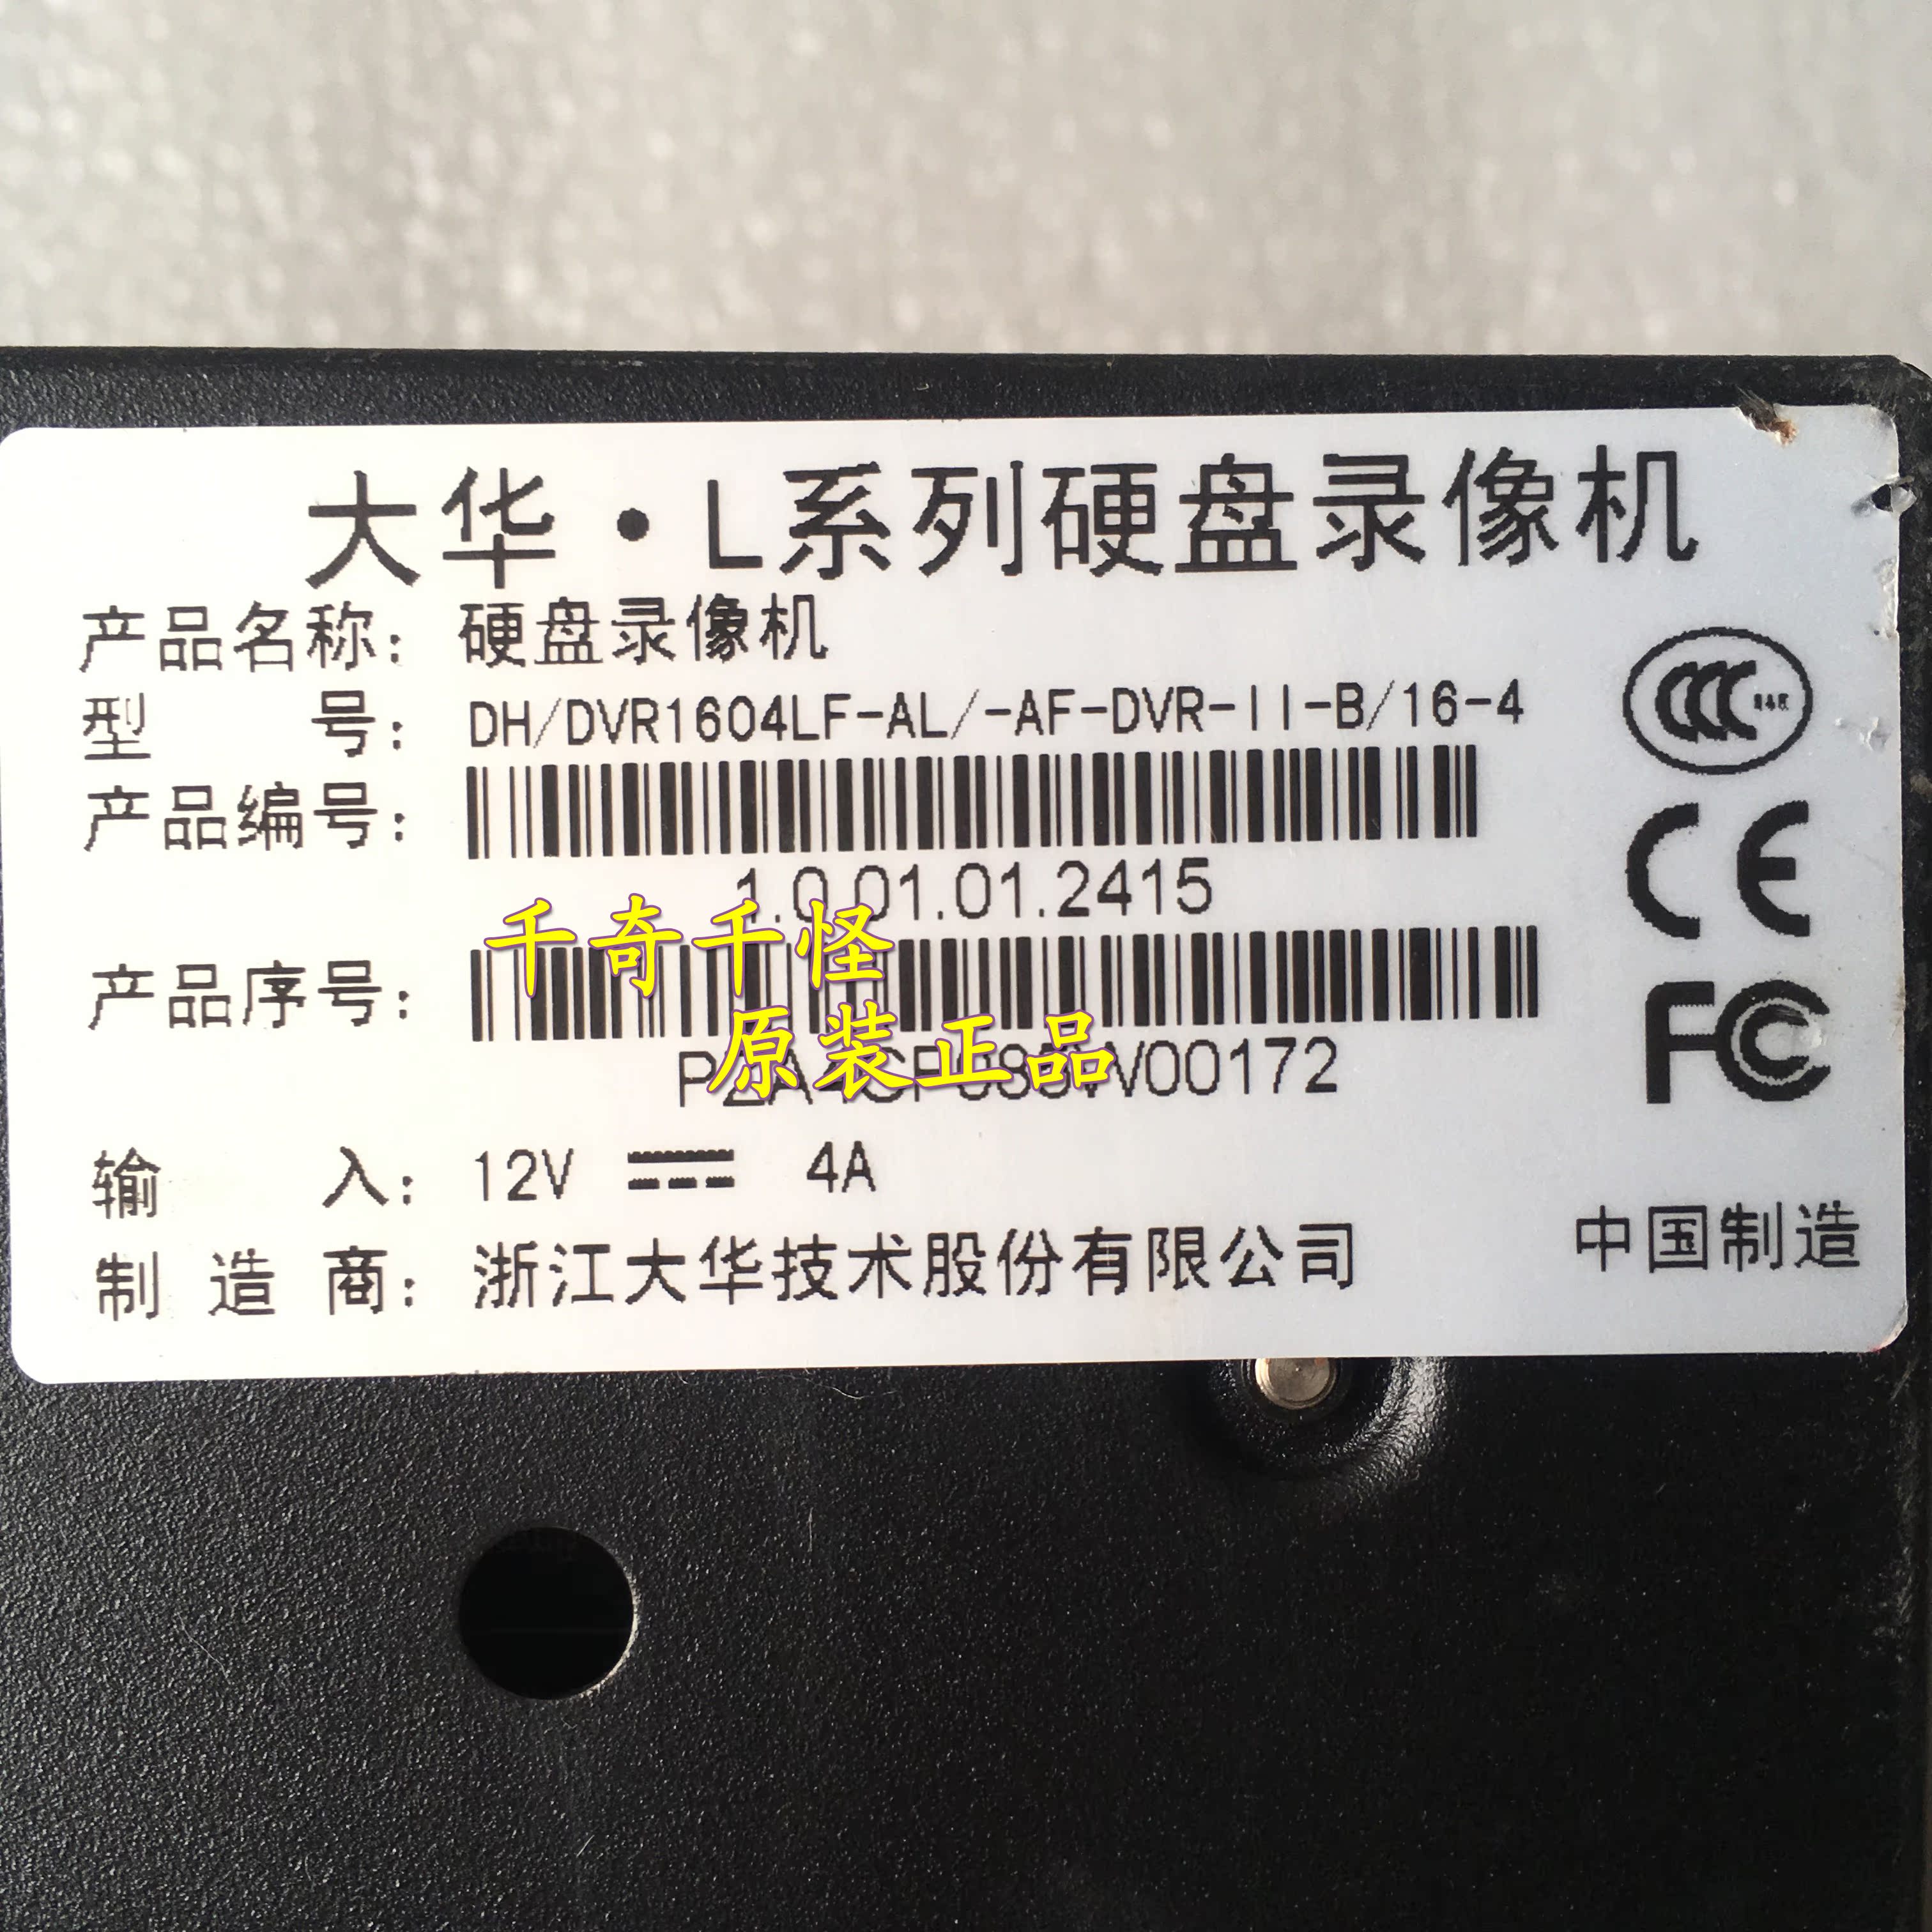 大华·L系列硬盘录像机
产品名称: 硬盘录像机
型 号: DH/DVR1604LF-AL/-AF-DVR-II-B/16-4
产品编号:
1.0.01.01.2415
千奇千怪
产品序号:
原装正品
V00172
输 入: 12V 4A
制 造 商: 浙江大华技术股份有限公司
中国制造
CCC
CE
FC